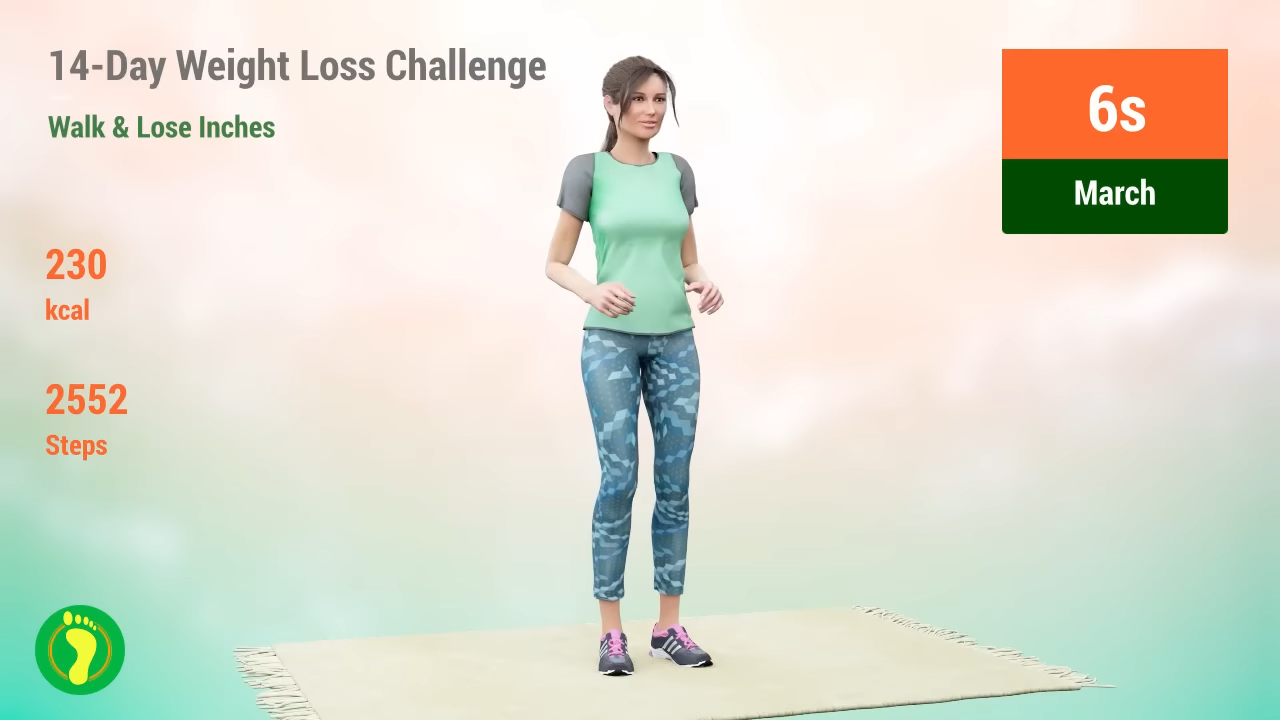 14-Day Weight Loss Challenge
Walk & Lose Inches
6s
March
230
kcal
2552
Steps